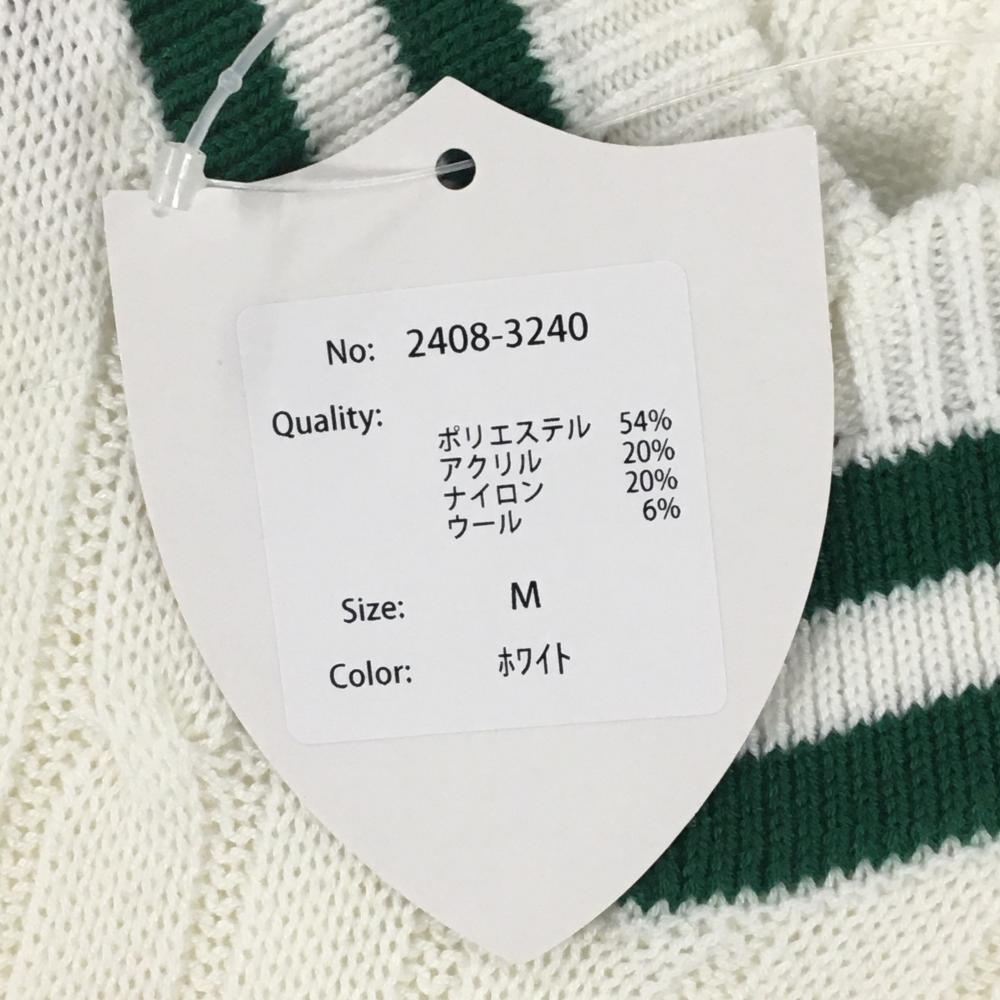 No: 2408-3240
Quality:
ポリエステル 54%
アクリル 20%
ナイロン 20%
ウール 6%
Size: M
Color: ﾎﾜｲﾄ